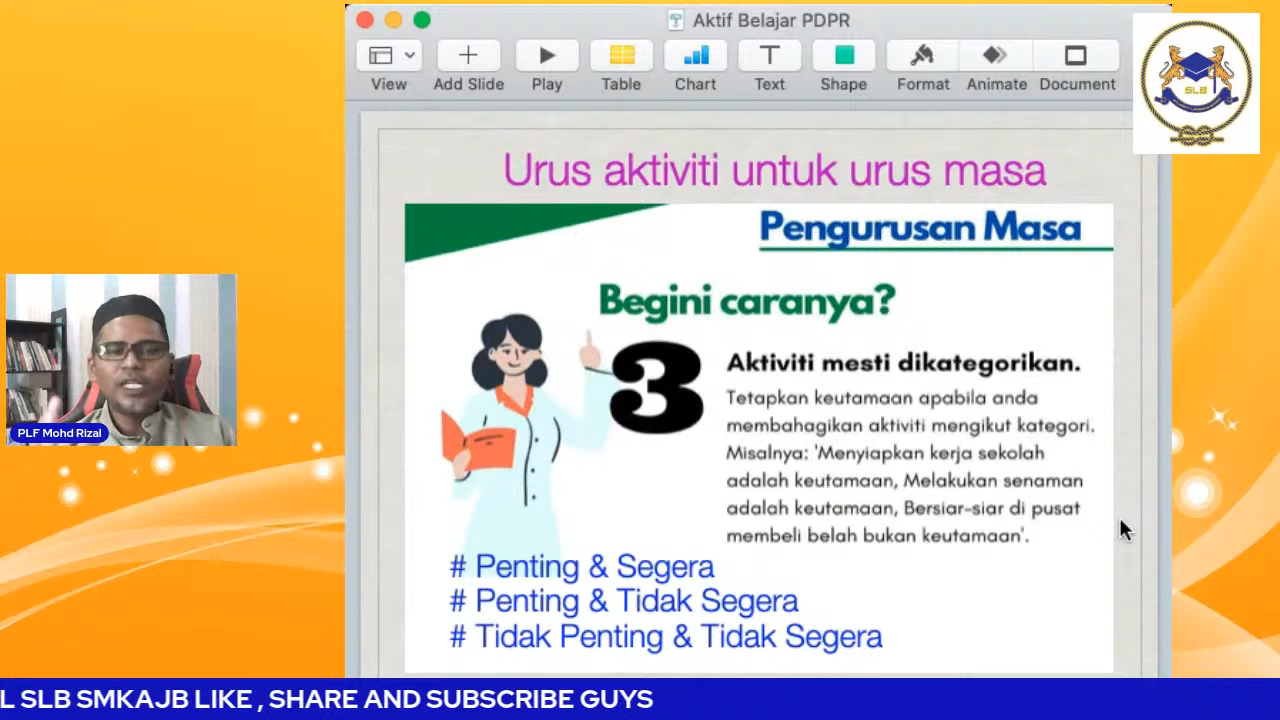 Aktif Belajar PDPR
View
Add Slide
Play
Table
Chart
Text
Shape
Format
Animate
Document
SLB
Urus aktiviti untuk urus masa
Pengurusan Masa
Begini caranya?
3
Aktiviti mesti dikategorikan.
Tetapkan keutamaan apabila anda
membahagikan aktiviti mengikut kategori.
Misalnya: 'Menyiapkan kerja sekolah
adalah keutamaan, Melakukan senaman
adalah keutamaan, Bersiar-siar di pusat
membeli belah bukan keutamaan'.
# Penting & Segera
# Penting & Tidak Segera
# Tidak Penting & Tidak Segera
PLF Mohd Rizal
L SLB SMKAJB LIKE , SHARE AND SUBSCRIBE GUYS